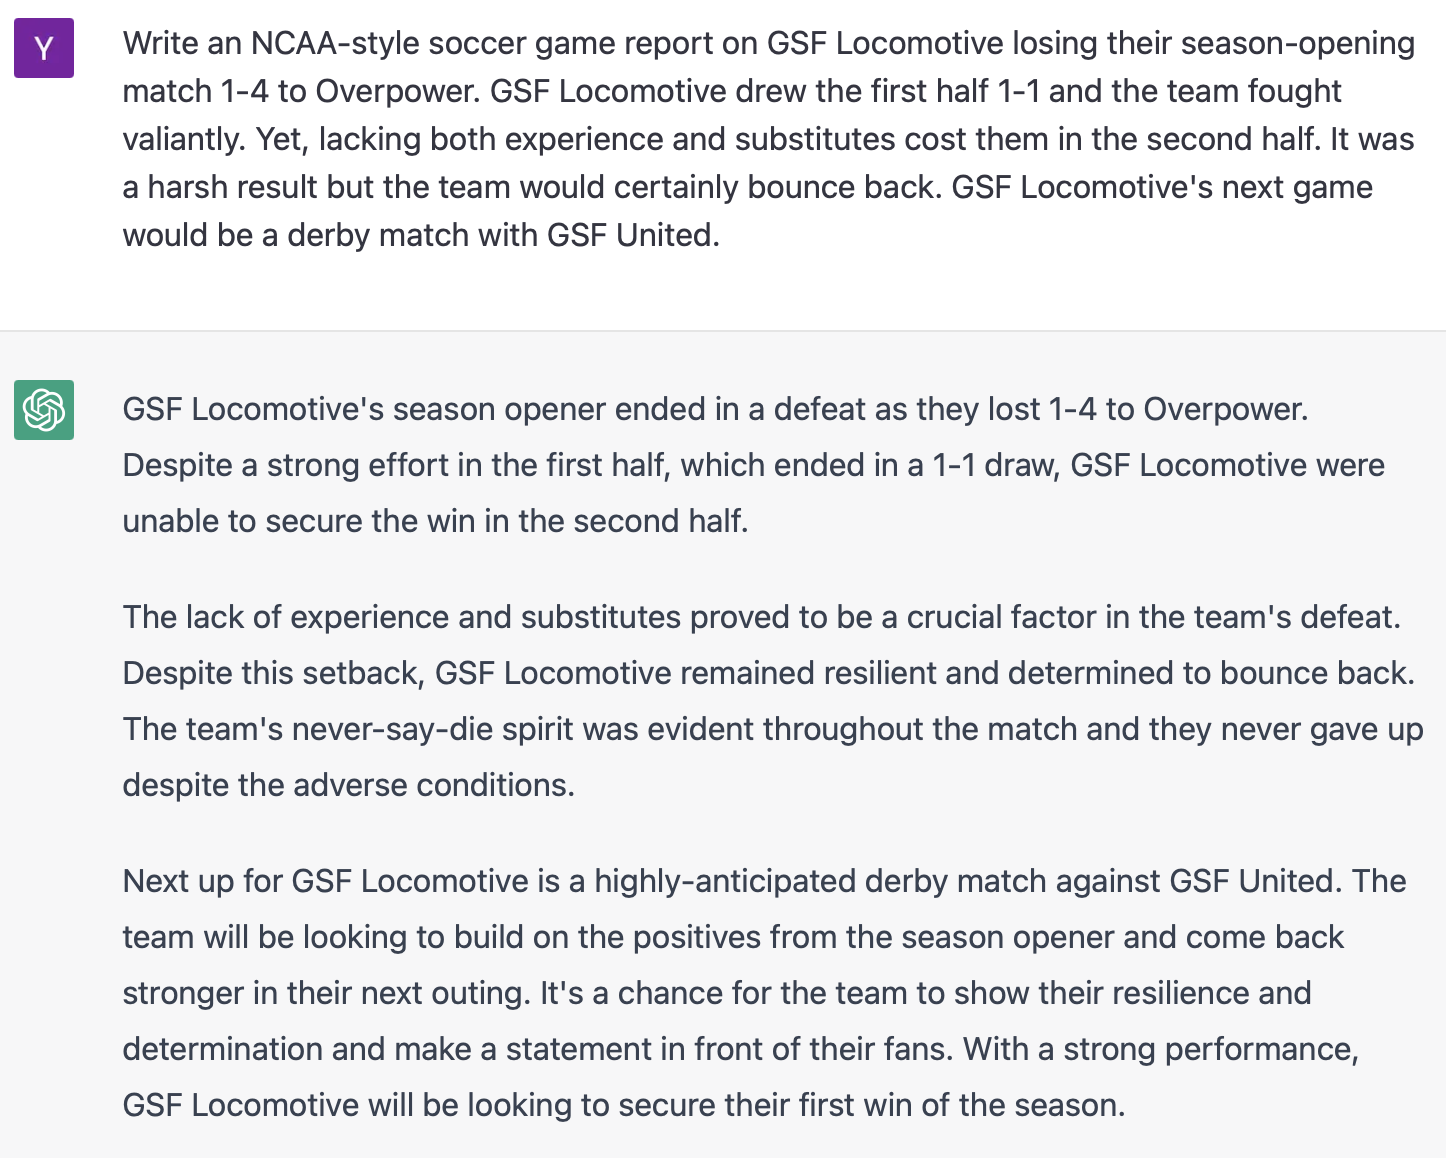 Y
Write an NCAA-style soccer game report on GSF Locomotive losing their season-opening
match 1-4 to Overpower. GSF Locomotive drew the first half 1-1 and the team fought
valiantly. Yet, lacking both experience and substitutes cost them in the second half. It was
a harsh result but the team would certainly bounce back. GSF Locomotive's next game
would be a derby match with GSF United.
GSF Locomotive's season opener ended in a defeat as they lost 1-4 to Overpower.
Despite a strong effort in the first half, which ended in a 1-1 draw, GSF Locomotive were
unable to secure the win in the second half.
The lack of experience and substitutes proved to be a crucial factor in the team's defeat.
Despite this setback, GSF Locomotive remained resilient and determined to bounce back.
The team's never-say-die spirit was evident throughout the match and they never gave up
despite the adverse conditions.
Next up for GSF Locomotive is a highly-anticipated derby match against GSF United. The
team will be looking to build on the positives from the season opener and come back
stronger in their next outing. It's a chance for the team to show their resilience and
determination and make a statement in front of their fans. With a strong performance,
GSF Locomotive will be looking to secure their first win of the season.